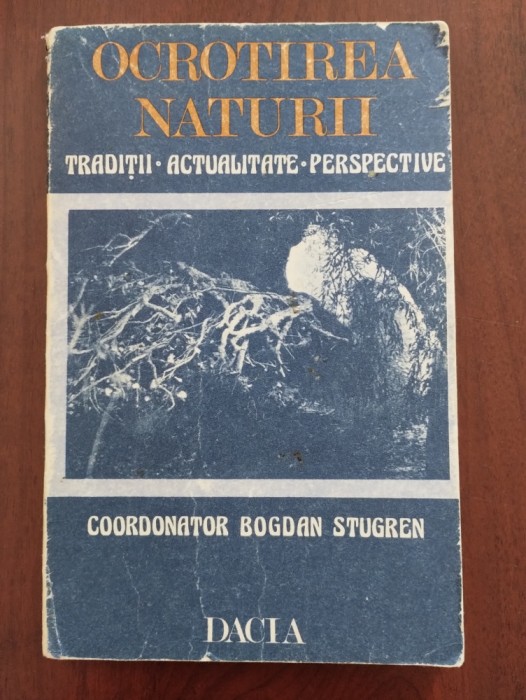 OCROTIREA
NATURII
TRADIȚII • ACTUALITATE • PERSPECTIVE
COORDONATOR BOGDAN STUGREN
DACIA